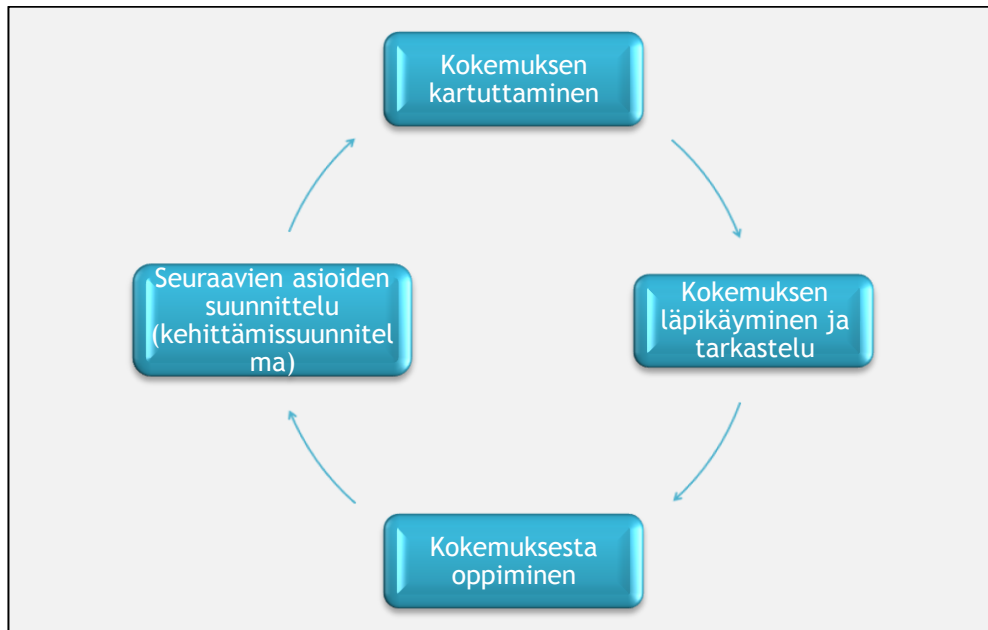 Kokemuksen
kartuttaminen
Kokemuksen
läpikäyminen ja
tarkastelu
Kokemuksesta
oppiminen
Seuraavien asioiden
suunnittelu
(kehittämissuunnitel
ma)